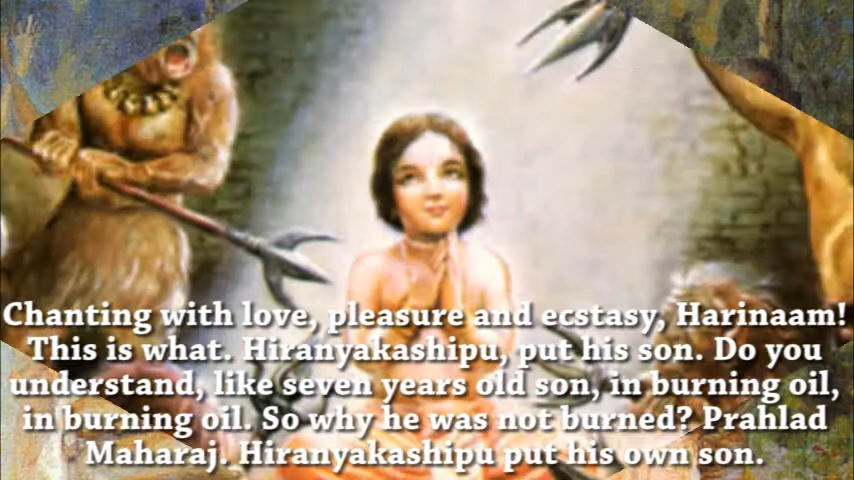 Chanting with love, pleasure and ecstasy, Harinaam!
This is what. Hiranyakashipu, put his son. Do you
understand, like seven years old son, in burning oil,
in burning oil. So why he was not burned? Prahlad
Maharaj. Hiranyakashipu put his own son.